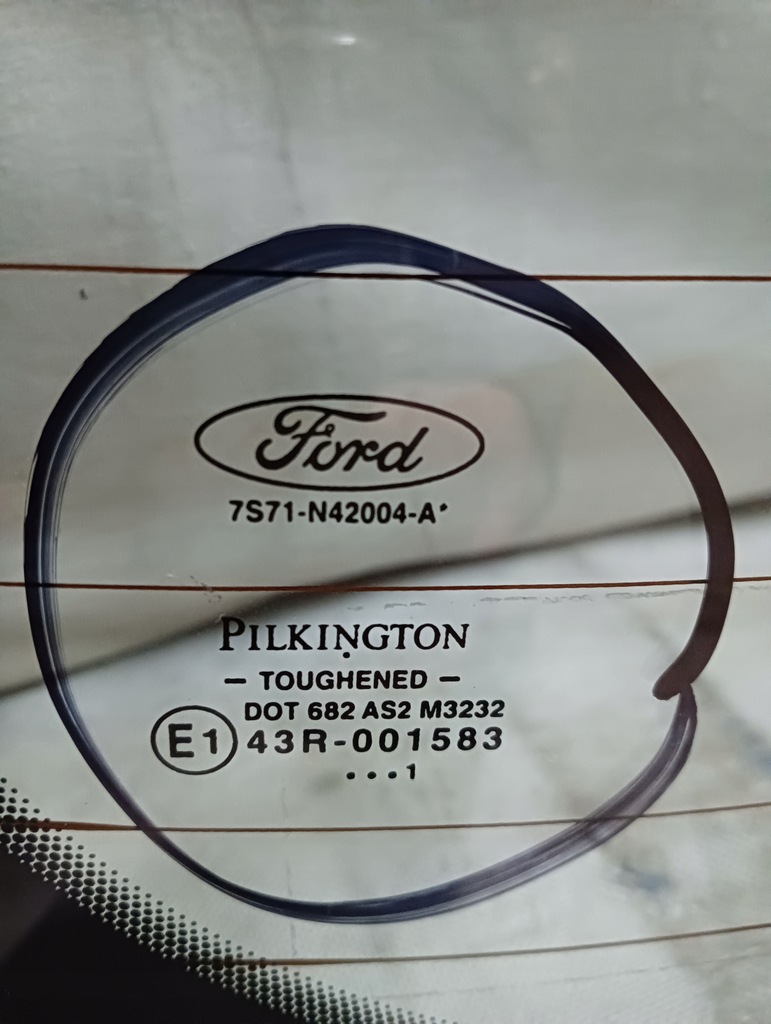 Ford
7S71-N42004-A•
PILKINGTON
– TOUGHENED –
DOT 682 AS2 M3232
E1 43R-001583
•••1